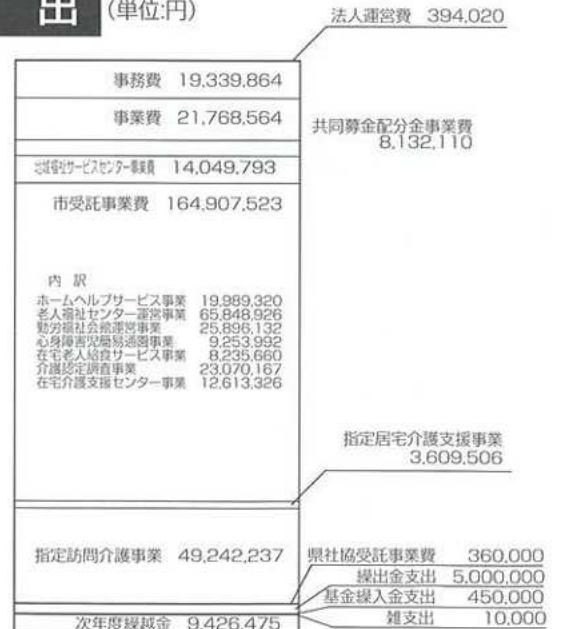 出 (単位:円)
法人運営費 394,020
事務費 19,339,864
事業費 21,768,564
共同募金配分金事業費
8,132,110
地域福祉サービスセンター事業費 14,049,793
市受託事業費 164,907,523
内 訳
ホームヘルプサービス事業 19,989,320
老人福祉センター運営事業 65,848,926
勤労福祉会館運営事業 25,896,132
心身障害児簡易通園事業 9,253,992
在宅老人給食サービス事業 8,235,660
介護認定調査事業 23,070,167
在宅介護支援センター事業 12,613,326
指定居宅介護支援事業
3,609,506
指定訪問介護事業 49,242,237
県社協受託事業費 360,000
繰出金支出 5,000,000
基金繰入金支出 450,000
雑支出 10,000
次年度繰越金 9,426,475